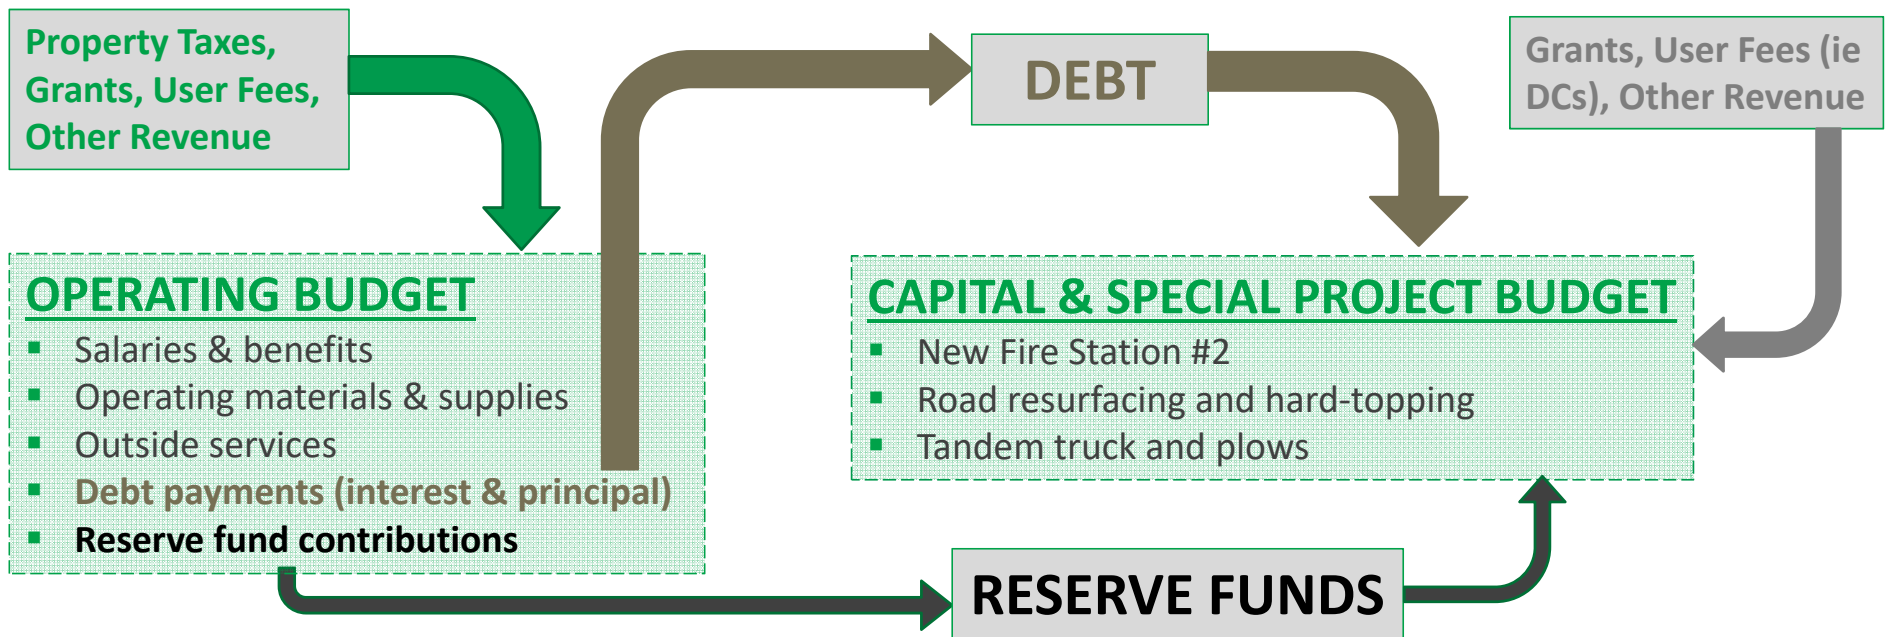 Property Taxes,
Grants, User Fees,
Other Revenue
DEBT
Grants, User Fees (ie
DCs), Other Revenue
OPERATING BUDGET
▪ Salaries & benefits
▪ Operating materials & supplies
▪ Outside services
▪ Debt payments (interest & principal)
▪ Reserve fund contributions
CAPITAL & SPECIAL PROJECT BUDGET
▪ New Fire Station #2
▪ Road resurfacing and hard-topping
▪ Tandem truck and plows
RESERVE FUNDS